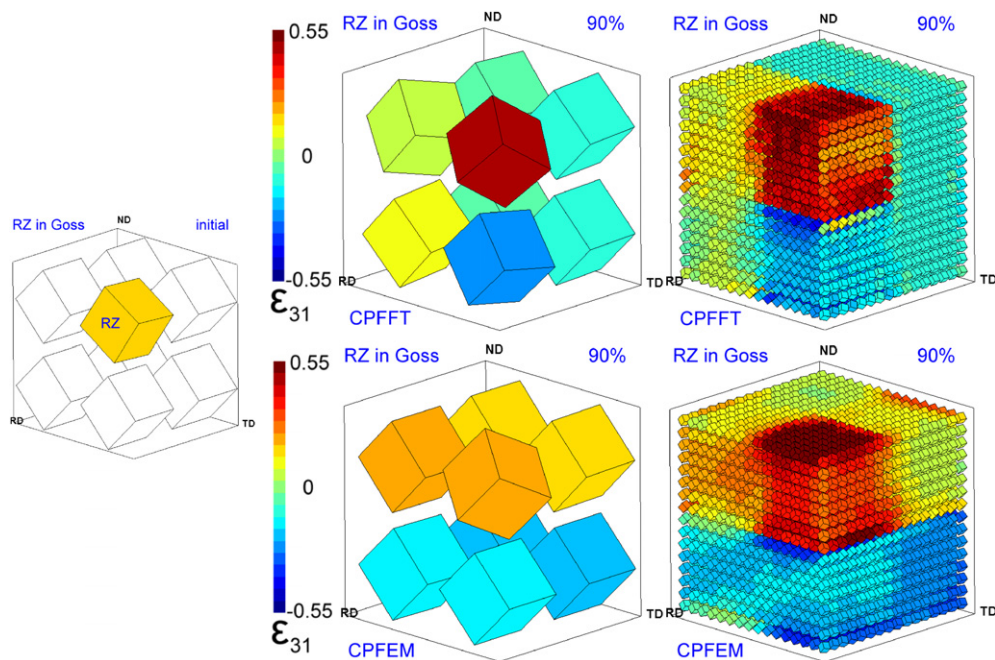 RZ in Goss
ND
initial
RZ
RD
TD
0.55
0
-0.55
ε31
RZ in Goss
ND
90%
RD
TD
CPFFT
RZ in Goss
ND
90%
RD
TD
CPFFT
0.55
0
-0.55
ε31
RZ in Goss
ND
90%
RD
TD
CPFEM
RZ in Goss
ND
90%
RD
TD
CPFEM